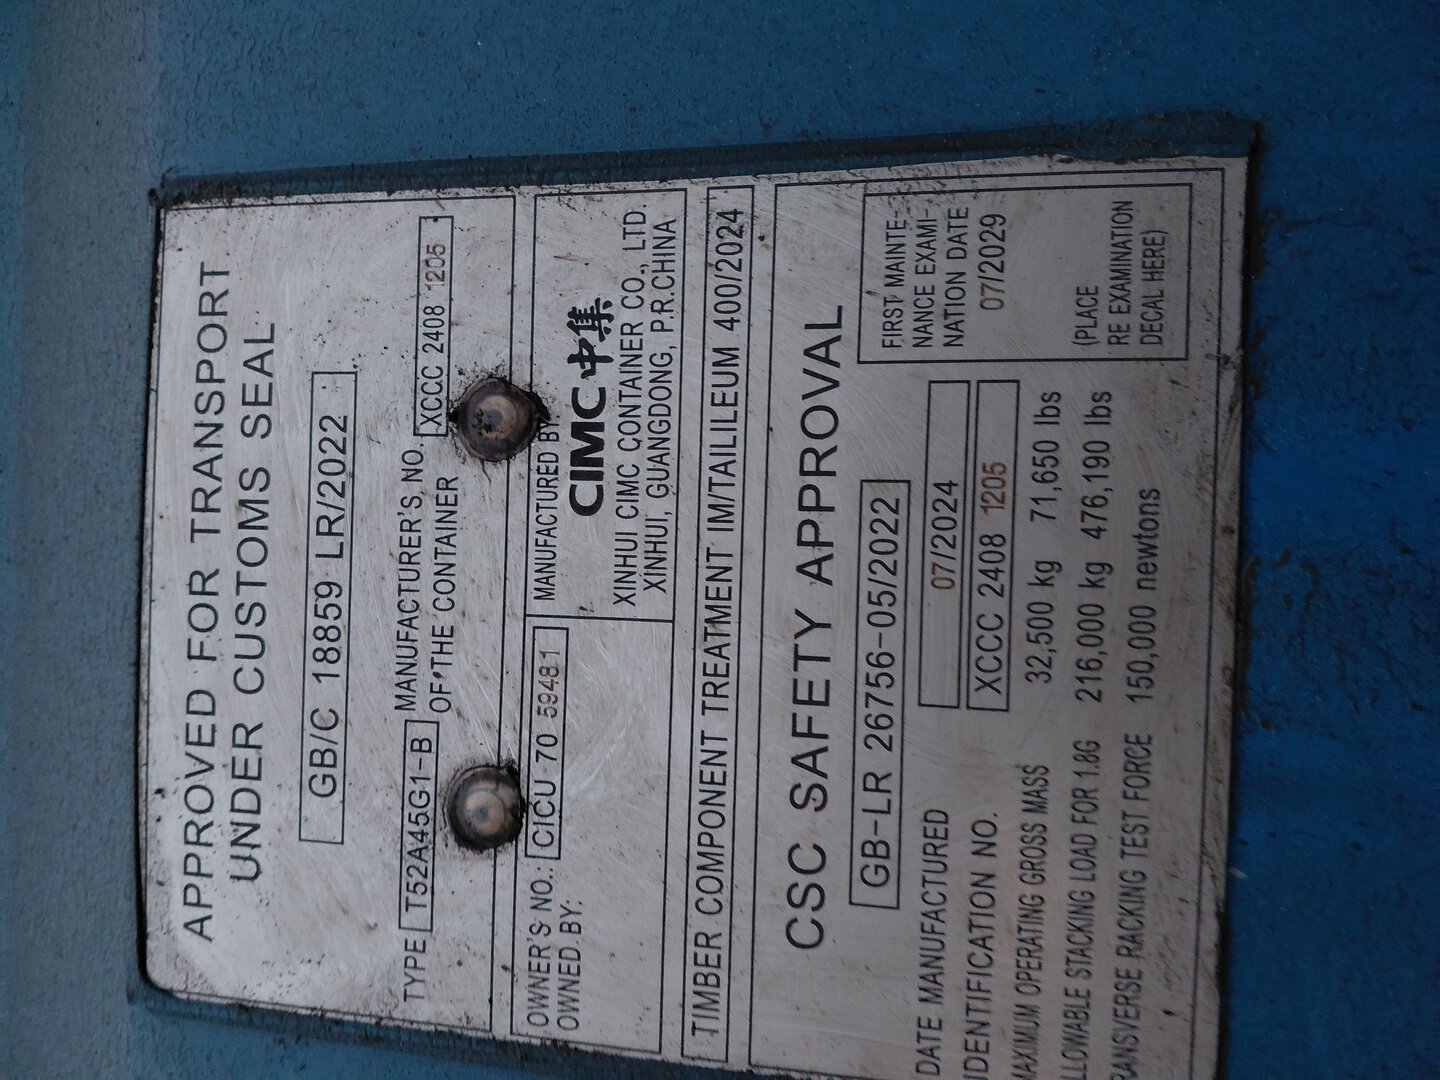 APPROVED FOR TRANSPORT
UNDER CUSTOMS SEAL
GB/C 18859 LR/2022
TYPE T52A45G1-B MANUFACTURER'S NO. XCCC 2408 1205
OF THE CONTAINER
OWNER'S NO.: CICU 70 59481
OWNED BY:
MANUFACTURED BY
CIMC 中集
XINHUI CIMC CONTAINER CO., LTD.
XINHUI, GUANGDONG, P.R.CHINA
TIMBER COMPONENT TREATMENT IM/TAILILEUM 400/2024
CSC SAFETY APPROVAL
GB-LR 26756-05/2022
DATE MANUFACTURED 07/2024
IDENTIFICATION NO. XCCC 2408 1205
MAXIMUM OPERATING GROSS MASS 32,500 kg 71,650 lbs
ALLOWABLE STACKING LOAD FOR 1.8G 216,000 kg 476,190 lbs
TRANSVERSE RACKING TEST FORCE 150,000 newtons
FIRST MAINTE-
NANCE EXAMI-
NATION DATE
07/2029
(PLACE
RE EXAMINATION
DECAL HERE)